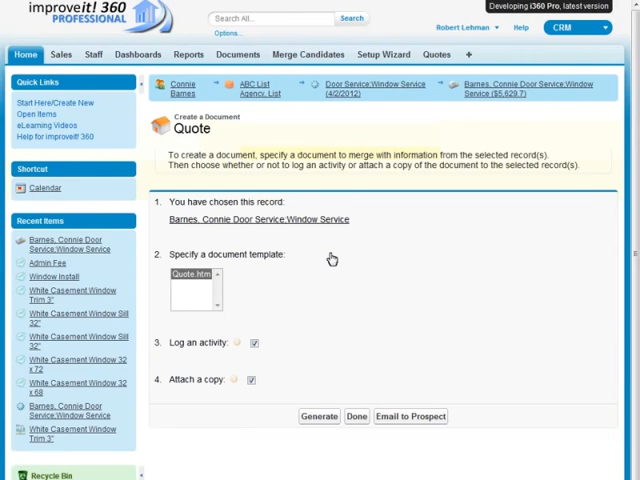 improveit! 360
PROFESSIONAL
Search All...
Search
Options...
Developing i360 Pro, latest version
Robert Lehman
Help
CRM
Home
Sales
Staff
Dashboards
Reports
Documents
Merge Candidates
Setup Wizard
Quotes
+
Quick Links
Start Here/Create New
Open Items
eLearning Videos
Help for improveit! 360
Shortcut
Calendar
Recent Items
Barnes, Connie Door
Service;Window Service
Admin Fee
Window Install
White Casement Window
Trim 3"
White Casement Window Sill
32"
White Casement Window Sill
32"
White Casement Window 32
x 72
White Casement Window 32
x 68
Barnes, Connie Door
Service;Window Service
White Casement Window
Trim 3"
Recycle Bin
Connie
Barnes
ABC List
Agency, List
Door Service;Window Service
(4/2/2012)
Barnes, Connie Door Service;Window
Service ($5,629.7)
Create a Document
Quote
To create a document, specify a document to merge with information from the selected record(s).
Then choose whether or not to log an activity or attach a copy of the document to the selected record(s).
1. You have chosen this record:
Barnes, Connie Door Service;Window Service
2. Specify a document template:
Quote.htm
3. Log an activity:
4. Attach a copy:
Generate
Done
Email to Prospect